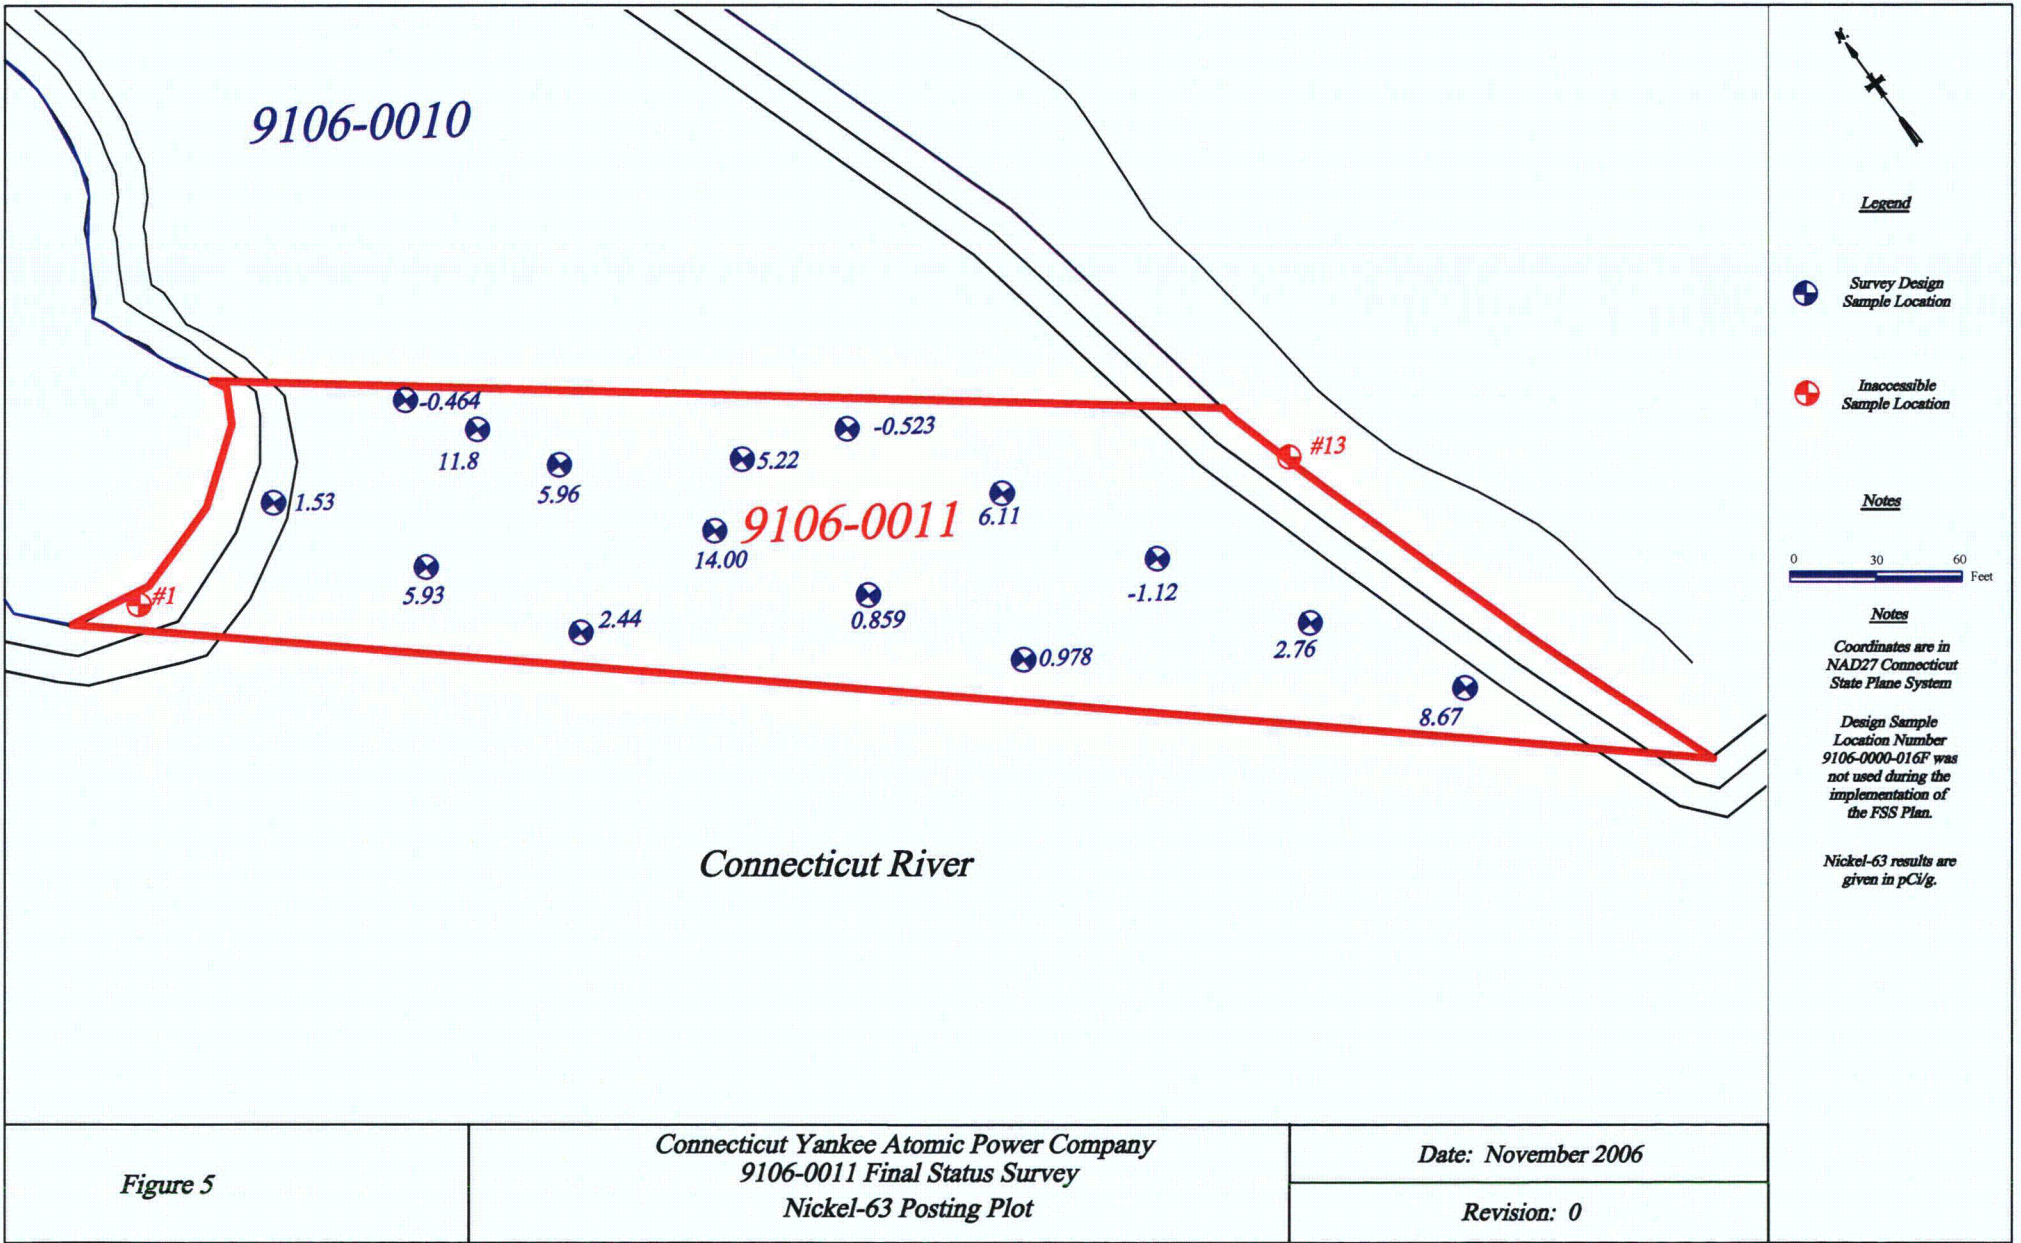 9106-0010
N.
Legend
Survey Design
Sample Location
Inaccessible
Sample Location
Notes
0 30 60
Feet
Notes
Coordinates are in
NAD27 Connecticut
State Plane System
Design Sample
Location Number
9106-0000-016F was
not used during the
implementation of
the FSS Plan.
Nickel-63 results are
given in pCi/g.
-0.464
11.8
5.96
5.22
-0.523
#13
1.53
9106-0011
6.11
14.00
5.93
#1
2.44
0.859
-1.12
0.978
2.76
8.67
Connecticut River
Figure 5
Connecticut Yankee Atomic Power Company
9106-0011 Final Status Survey
Nickel-63 Posting Plot
Date: November 2006
Revision: 0